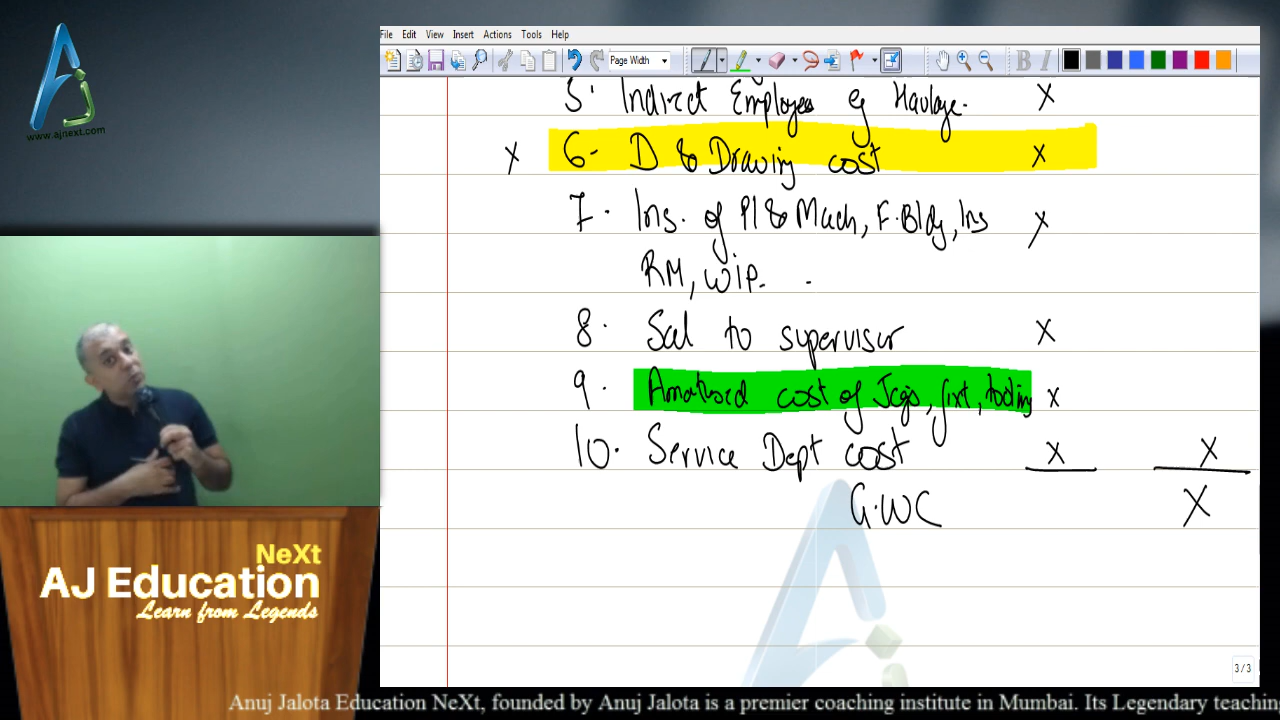 www.ajnext.com
File Edit View Insert Actions Tools Help
Page Width
B I U
5. Indirect Employee eg Haulage. X
X 6- D & Drawing cost X
7. Ins. of Pl & Mach, F.Bldg, Ins X
RM, WIP.
8. Sal to supervisor X
9. Amotised cost of Jigs, fixt, tooling X
10. Service Dept cost X X
G.WC X
3/3
NeXt
AJ Education
Learn from Legends
Anuj Jalota Education NeXt, founded by Anuj Jalota is a premier coaching institute in Mumbai. Its Legendary teachin